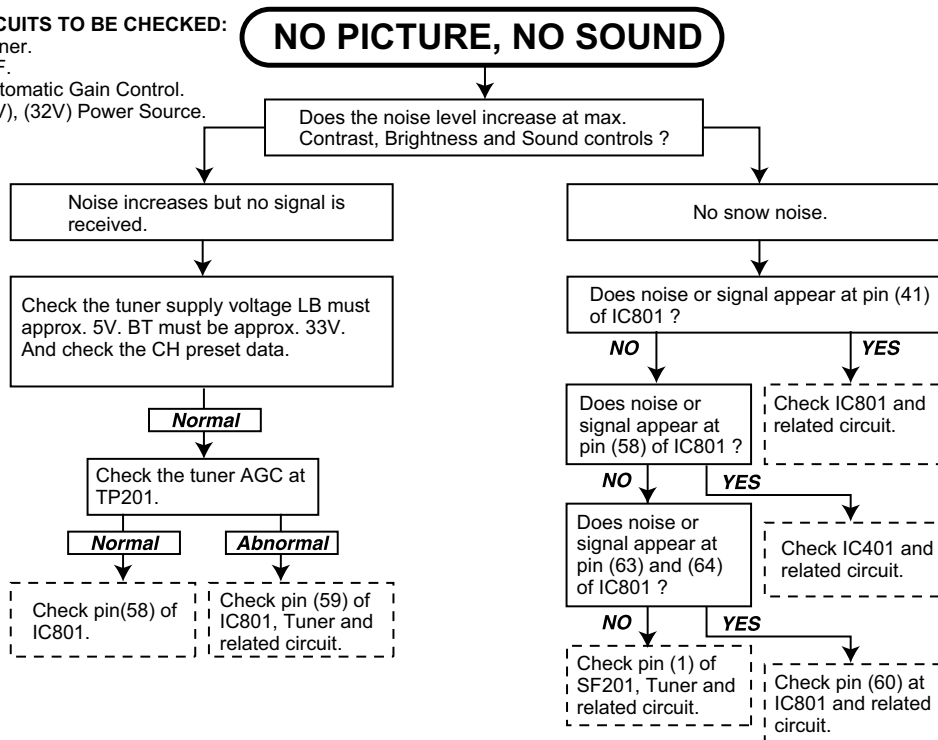 CUITS TO BE CHECKED:
ner.
F.
tomatic Gain Control.
V), (32V) Power Source.
NO PICTURE, NO SOUND
Does the noise level increase at max.
Contrast, Brightness and Sound controls ?
Noise increases but no signal is
received.
No snow noise.
Check the tuner supply voltage LB must
approx. 5V. BT must be approx. 33V.
And check the CH preset data.
Does noise or signal appear at pin (41)
of IC801 ?
NO
YES
Normal
Does noise or
signal appear at
pin (58) of IC801 ?
Check IC801 and
related circuit.
Check the tuner AGC at
TP201.
NO
YES
Normal
Abnormal
Does noise or
signal appear at
pin (63) and (64)
of IC801 ?
Check IC401 and
related circuit.
Check pin(58) of
IC801.
Check pin (59) of
IC801, Tuner and
related circuit.
NO
YES
Check pin (1) of
SF201, Tuner and
related circuit.
Check pin (60) at
IC801 and related
circuit.